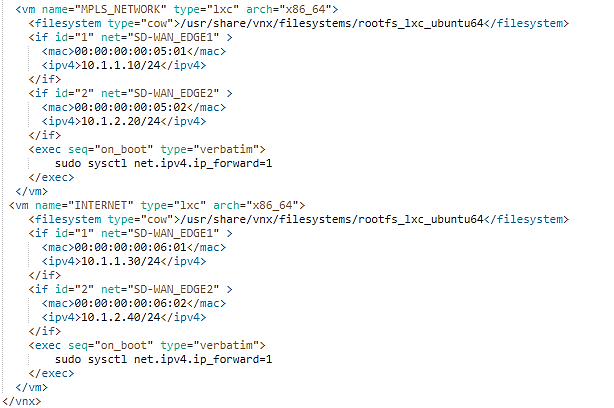 <vm name="MPLS_NETWORK" type="lxc" arch="x86_64">
<filesystem type="cow">/usr/share/vnx/filesystems/rootfs_lxc_ubuntu64</filesystem>
<if id="1" net="SD-WAN_EDGE1" >
<mac>00:00:00:00:05:01</mac>
<ipv4>10.1.1.10/24</ipv4>
</if>
<if id="2" net="SD-WAN_EDGE2" >
<mac>00:00:00:00:05:02</mac>
<ipv4>10.1.2.20/24</ipv4>
</if>
<exec seq="on_boot" type="verbatim">
sudo sysctl net.ipv4.ip_forward=1
</exec>
</vm>
<vm name="INTERNET" type="lxc" arch="x86_64">
<filesystem type="cow">/usr/share/vnx/filesystems/rootfs_lxc_ubuntu64</filesystem>
<if id="1" net="SD-WAN_EDGE1" >
<mac>00:00:00:00:06:01</mac>
<ipv4>10.1.1.30/24</ipv4>
</if>
<if id="2" net="SD-WAN_EDGE2" >
<mac>00:00:00:00:06:02</mac>
<ipv4>10.1.2.40/24</ipv4>
</if>
<exec seq="on_boot" type="verbatim">
sudo sysctl net.ipv4.ip_forward=1
</exec>
</vm>
</vnx>